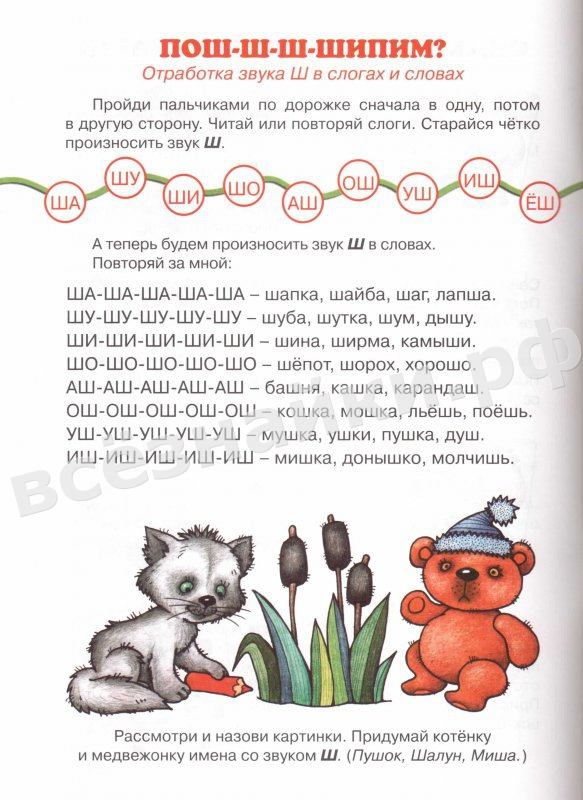 ПОШ-Ш-Ш-ШИПИМ?
Отработка звука Ш в слогах и словах
Пройди пальчиками по дорожке сначала в одну, потом
в другую сторону. Читай или повторяй слоги. Старайся чётко
произносить звук Ш.
ША ШУ ШИ ШО АШ ОШ УШ ИШ ЁШ
А теперь будем произносить звук Ш в словах.
Повторяй за мной:
ША-ША-ША-ША-ША – шапка, шайба, шаг, лапша.
ШУ-ШУ-ШУ-ШУ-ШУ – шуба, шутка, шум, дышу.
ШИ-ШИ-ШИ-ШИ-ШИ – шина, ширма, камыши.
ШО-ШО-ШО-ШО-ШО – шёпот, шорох, хорошо.
АШ-АШ-АШ-АШ-АШ – башня, кашка, карандаш.
ОШ-ОШ-ОШ-ОШ-ОШ – кошка, мошка, льёшь, поёшь.
УШ-УШ-УШ-УШ-УШ – мушка, ушки, пушка, душ.
ИШ-ИШ-ИШ-ИШ-ИШ – мишка, донышко, молчишь.
всёзнайки.рф
Рассмотри и назови картинки. Придумай котёнку
и медвежонку имена со звуком Ш. (Пушок, Шалун, Миша.)